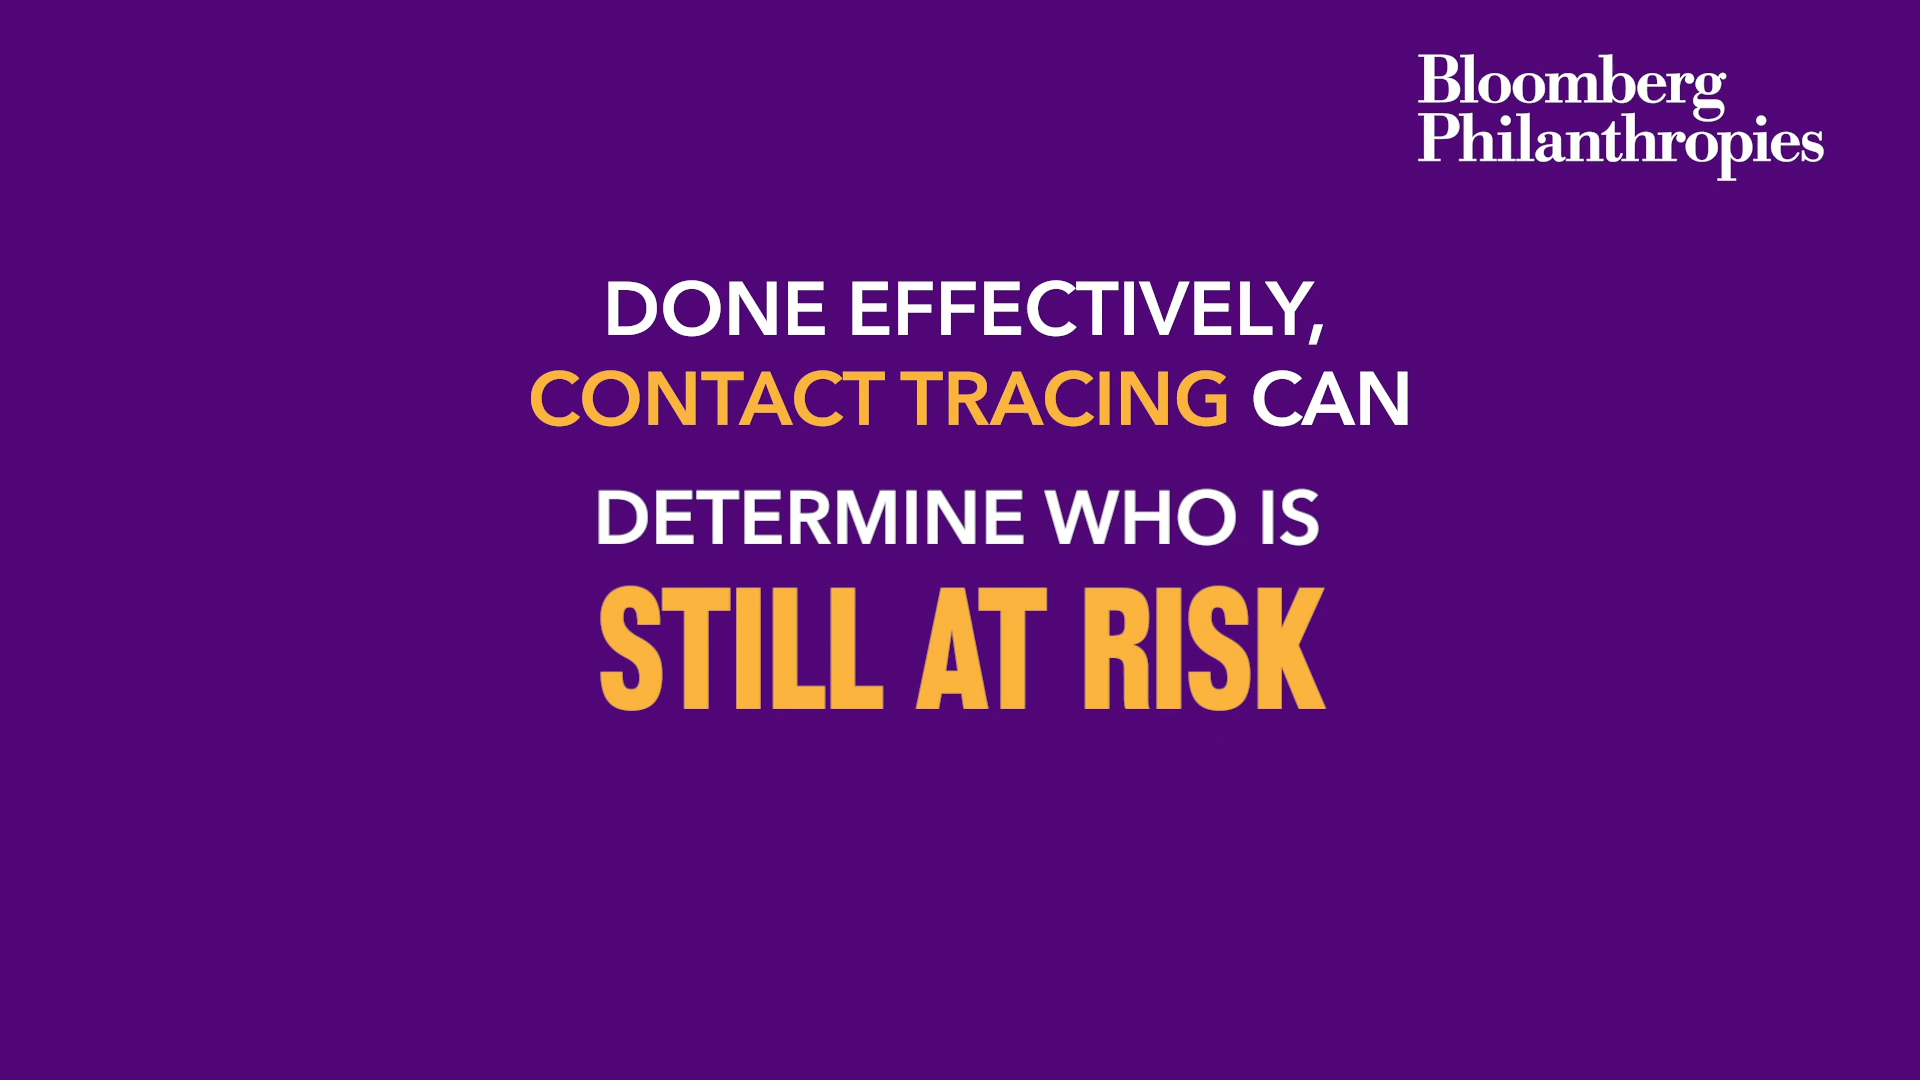 Bloomberg
Philanthropies
DONE EFFECTIVELY,
CONTACT TRACING CAN
DETERMINE WHO IS
STILL AT RISK